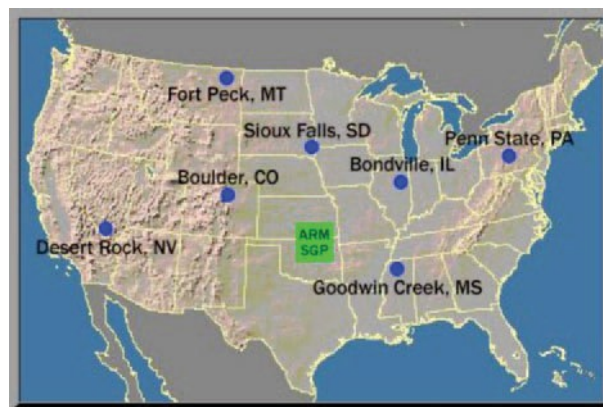 Fort Peck, MT
Sioux Falls, SD
Penn State, PA
Bondville, IL
Boulder, CO
ARM
SGP
Desert Rock, NV
Goodwin Creek, MS